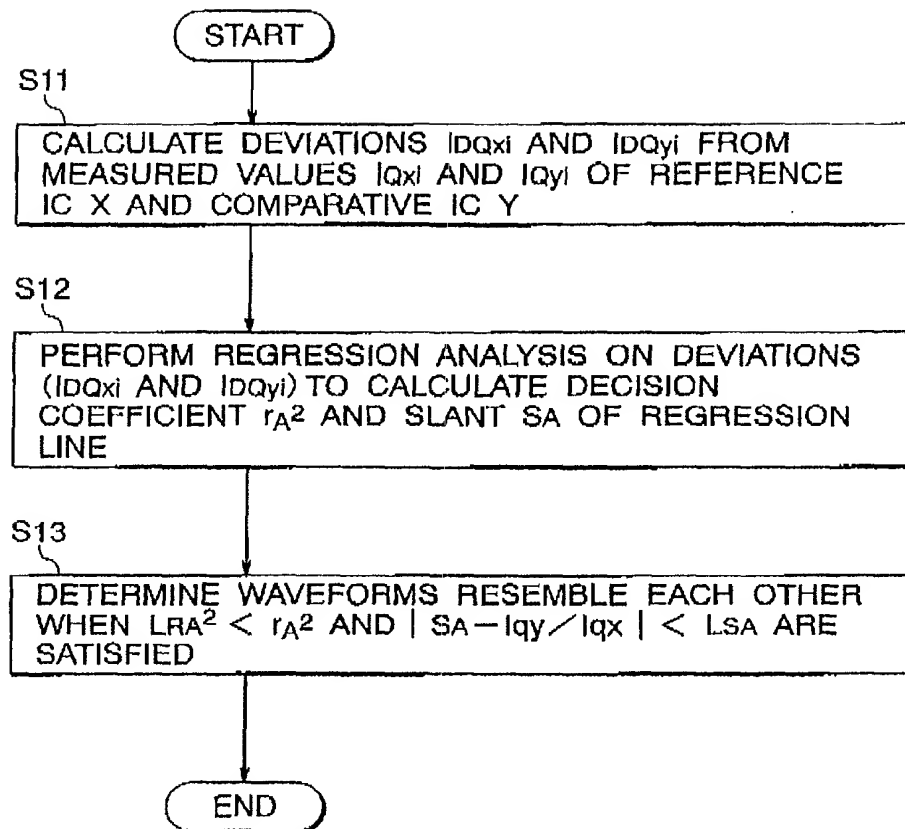 START
S11
CALCULATE DEVIATIONS IDQxi AND IDQyi FROM
MEASURED VALUES IQxi AND IQyi OF REFERENCE
IC X AND COMPARATIVE IC Y
S12
PERFORM REGRESSION ANALYSIS ON DEVIATIONS
(IDQxi AND IDQyi) TO CALCULATE DECISION
COEFFICIENT rA² AND SLANT SA OF REGRESSION
LINE
S13
DETERMINE WAVEFORMS RESEMBLE EACH OTHER
WHEN LRA² < rA² AND | SA－Iqy／Iqx | < LSA ARE
SATISFIED
END